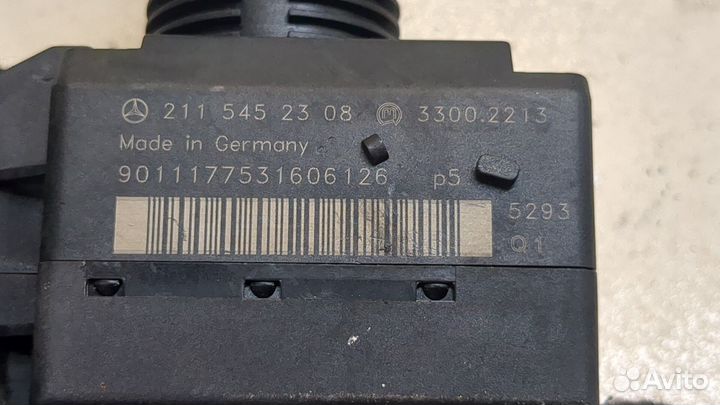 211 545 23 08 3300.2213
Made in Germany
9011177531606126 p5
5293
Q1
Avito